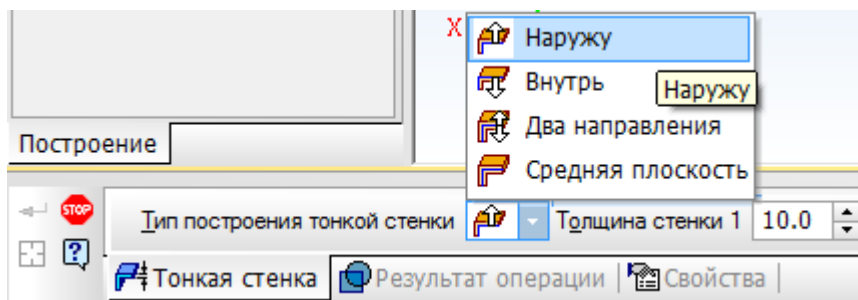 X
Наружу
Внутрь
Наружу
Два направления
Построение
Средняя плоскость
STOP
Тип построения тонкой стенки
Толщина стенки 1 10.0
?
Тонкая стенка Результат операции Свойства